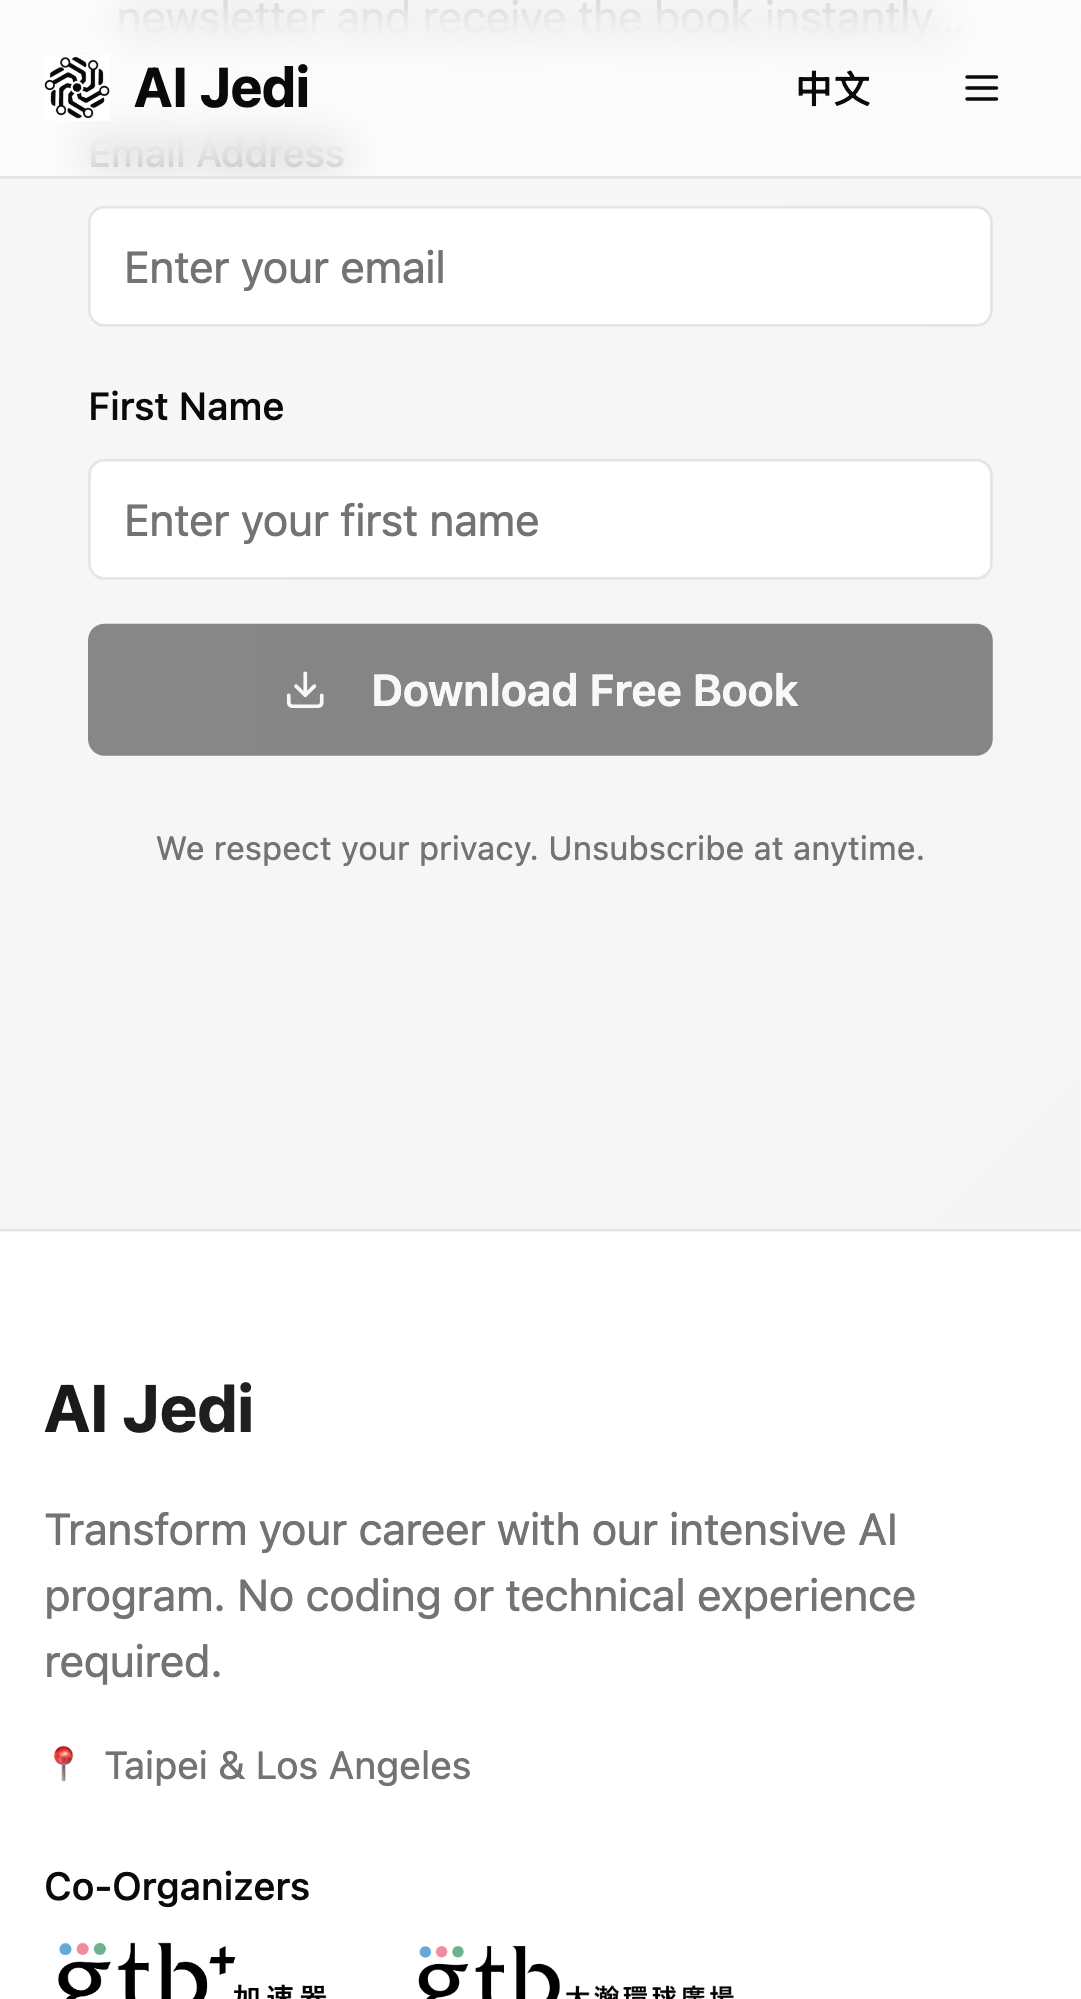 newsletter and receive the book instantly...
AI Jedi
中文
Email Address
Enter your email
First Name
Enter your first name
Download Free Book
We respect your privacy. Unsubscribe at anytime.
AI Jedi
Transform your career with our intensive AI
program. No coding or technical experience
required.
Taipei & Los Angeles
Co-Organizers
gtb+ 加速器
gtb 大瀚環球廣場